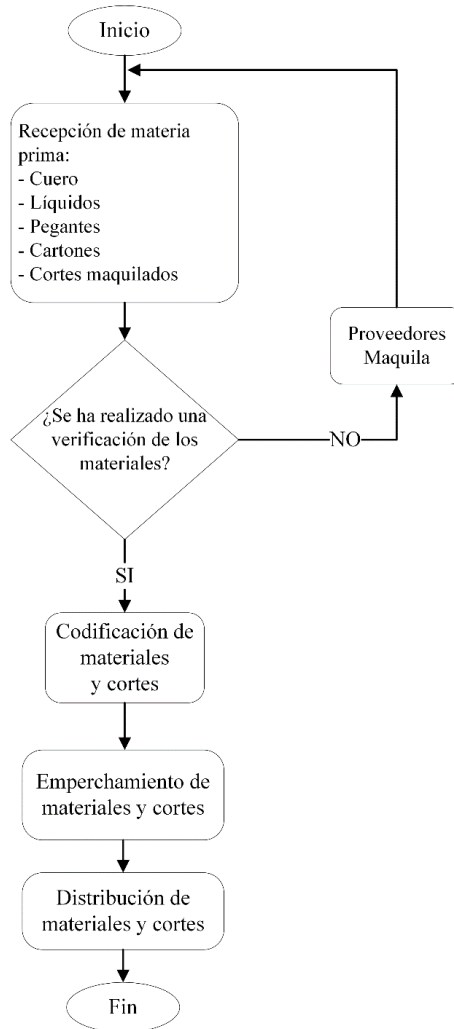 Inicio
Recepción de materia
prima:
- Cuero
- Líquidos
- Pegantes
- Cartones
- Cortes maquilados
Proveedores
Maquila
¿Se ha realizado una
verificación de los
materiales?
NO
SI
Codificación de
materiales
y cortes
Emperchamiento de
materiales y cortes
Distribución de
materiales y cortes
Fin